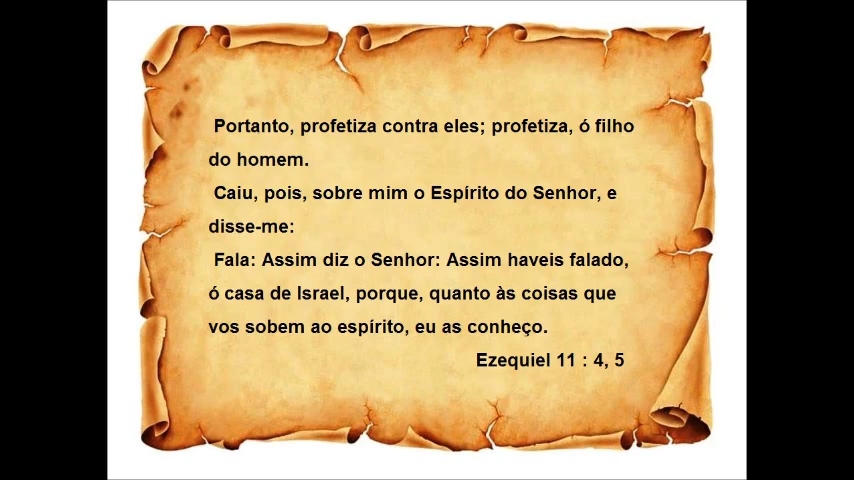 Portanto, profetiza contra eles; profetiza, ó filho
do homem.
Caiu, pois, sobre mim o Espírito do Senhor, e
disse-me:
Fala: Assim diz o Senhor: Assim haveis falado,
ó casa de Israel, porque, quanto às coisas que
vos sobem ao espírito, eu as conheço.
Ezequiel 11 : 4, 5